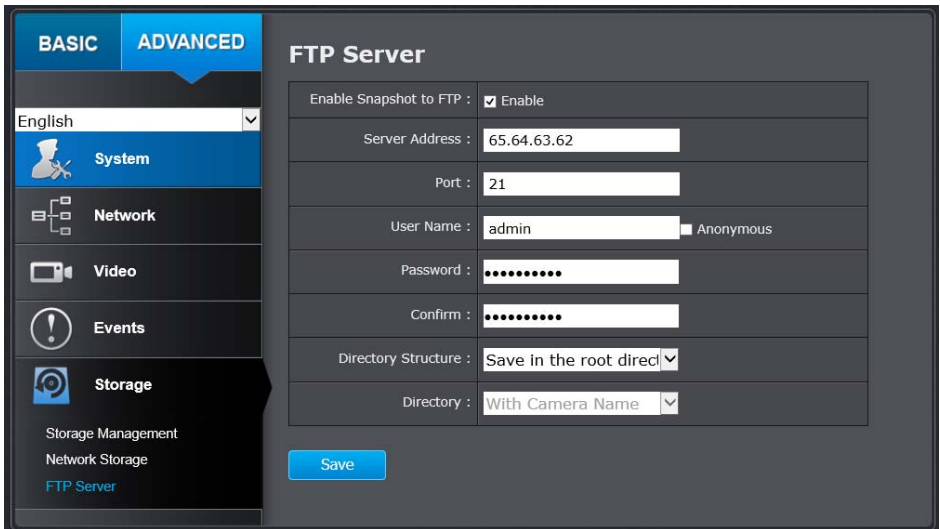 BASIC
ADVANCED
English
System
Network
Video
Events
Storage
Storage Management
Network Storage
FTP Server
FTP Server
Enable Snapshot to FTP : Enable
Server Address : 65.64.63.62
Port : 21
User Name : admin Anonymous
Password : ••••••••••
Confirm : ••••••••••
Directory Structure : Save in the root direct
Directory : With Camera Name
Save